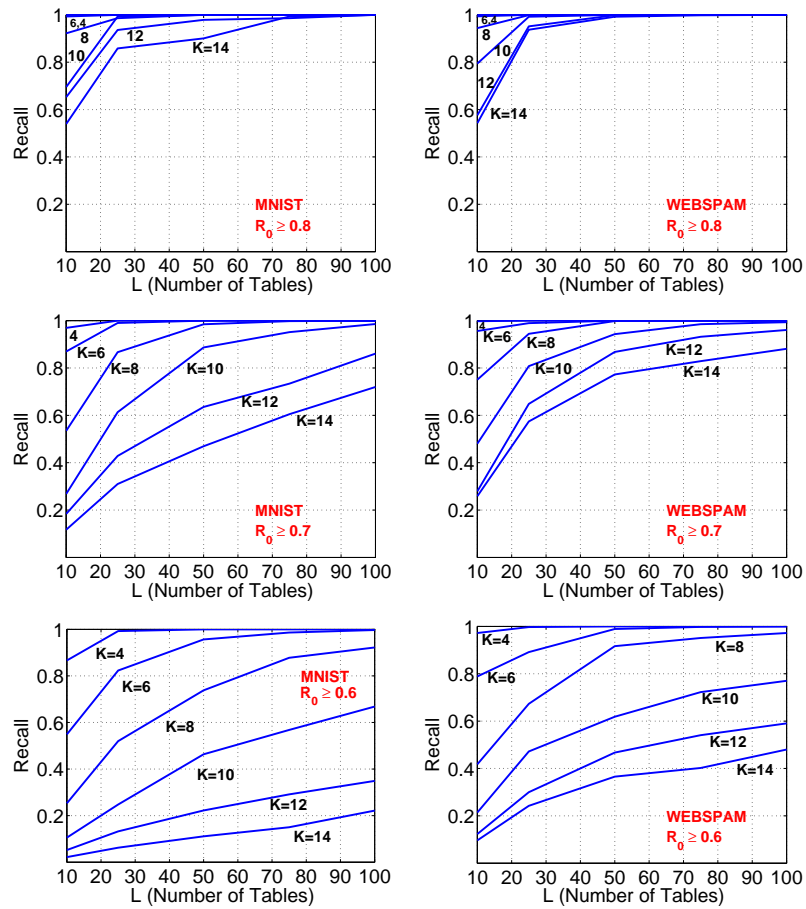 1
0.8
0.6
0.4
0.2
Recall
6,4
8
10
12
K=14
MNIST
R0 ≥ 0.8
10 20 30 40 50 60 70 80 90 100
L (Number of Tables)
1
0.8
0.6
0.4
0.2
Recall
6,4
8
10
12
K=14
WEBSPAM
R0 ≥ 0.8
10 20 30 40 50 60 70 80 90 100
L (Number of Tables)
1
0.8
0.6
0.4
0.2
Recall
4
K=6
K=8
K=10
K=12
K=14
MNIST
R0 ≥ 0.7
10 20 30 40 50 60 70 80 90 100
L (Number of Tables)
1
0.8
0.6
0.4
0.2
Recall
4
K=6
K=8
K=10
K=12
K=14
WEBSPAM
R0 ≥ 0.7
10 20 30 40 50 60 70 80 90 100
L (Number of Tables)
1
0.8
0.6
0.4
0.2
Recall
K=4
K=6
MNIST
R0 ≥ 0.6
K=8
K=10
K=12
K=14
10 20 30 40 50 60 70 80 90 100
L (Number of Tables)
1
0.8
0.6
0.4
0.2
Recall
K=4
K=8
K=6
K=10
K=12
K=14
WEBSPAM
R0 ≥ 0.6
10 20 30 40 50 60 70 80 90 100
L (Number of Tables)